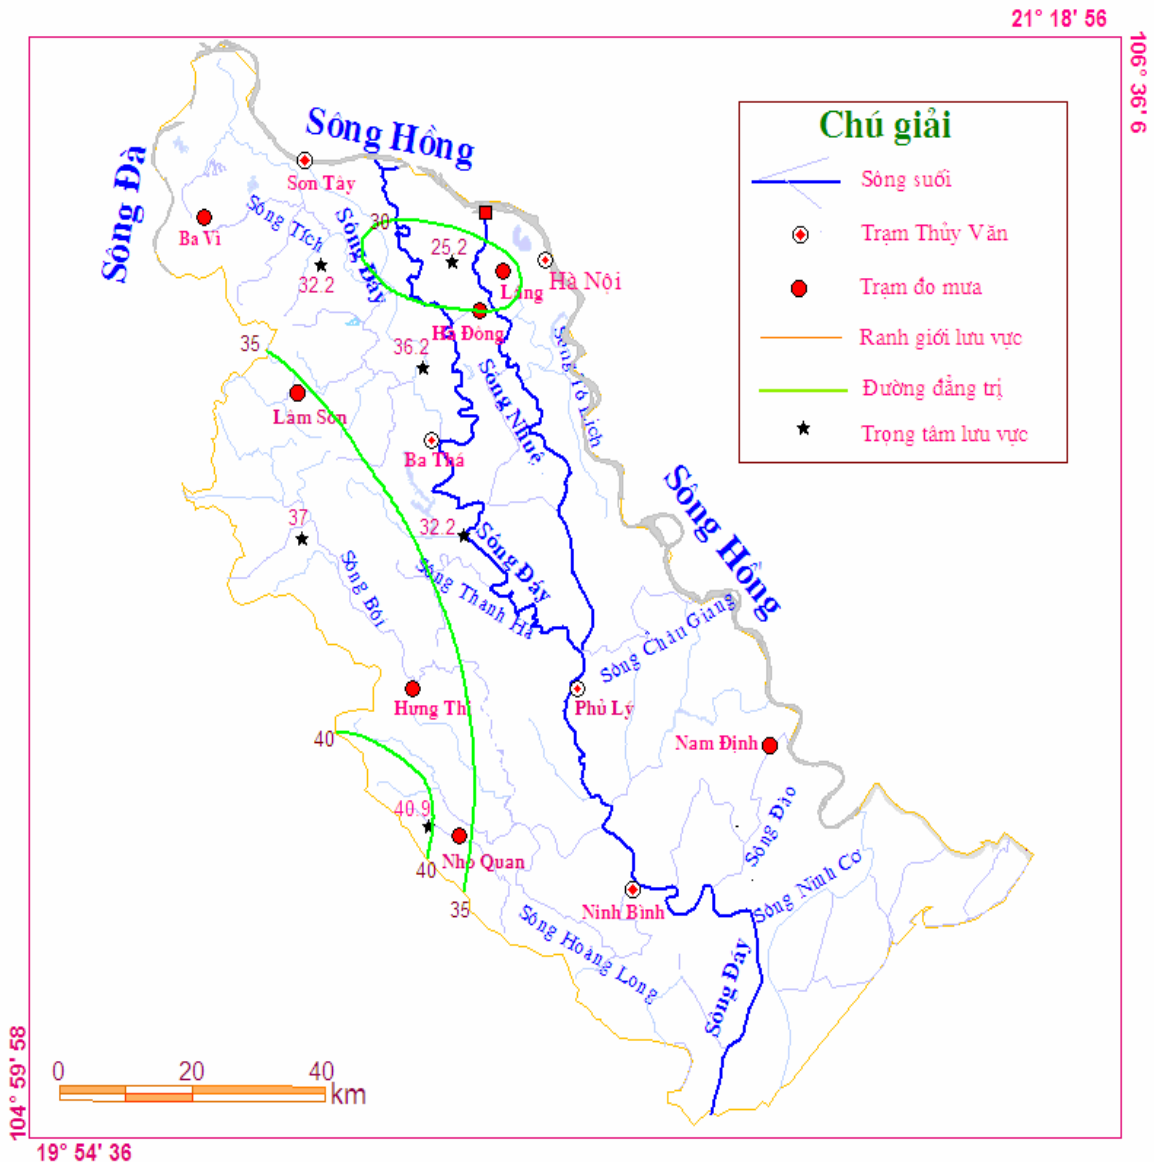 21° 18' 56
106° 36' 6
Chú giải
Sông suối
Trạm Thủy Văn
Trạm đo mưa
Ranh giới lưu vực
Đường đẳng trị
Trọng tâm lưu vực
Sông Hồng
Sông Đà
Sơn Tây
Ba Vì
Sông Tích
Sông Đáy
30
25.2
32.2
Láng
Hà Nội
Hà Đông
Sông Tô Lịch
35
36.2
Sông Nhuệ
Lâm Sơn
Ba Thá
Sông Hồng
37
32.2
Sông Đáy
Sông Bôi
Sông Thanh Hà
Sông Châu Giang
Hưng Thi
Phủ Lý
Nam Định
40
40.9
Sông Đào
40
Nho Quan
Sông Ninh Cơ
35
Ninh Bình
Sông Hoàng Long
Sông Đáy
0 20 40
km
104° 59' 58
19° 54' 36